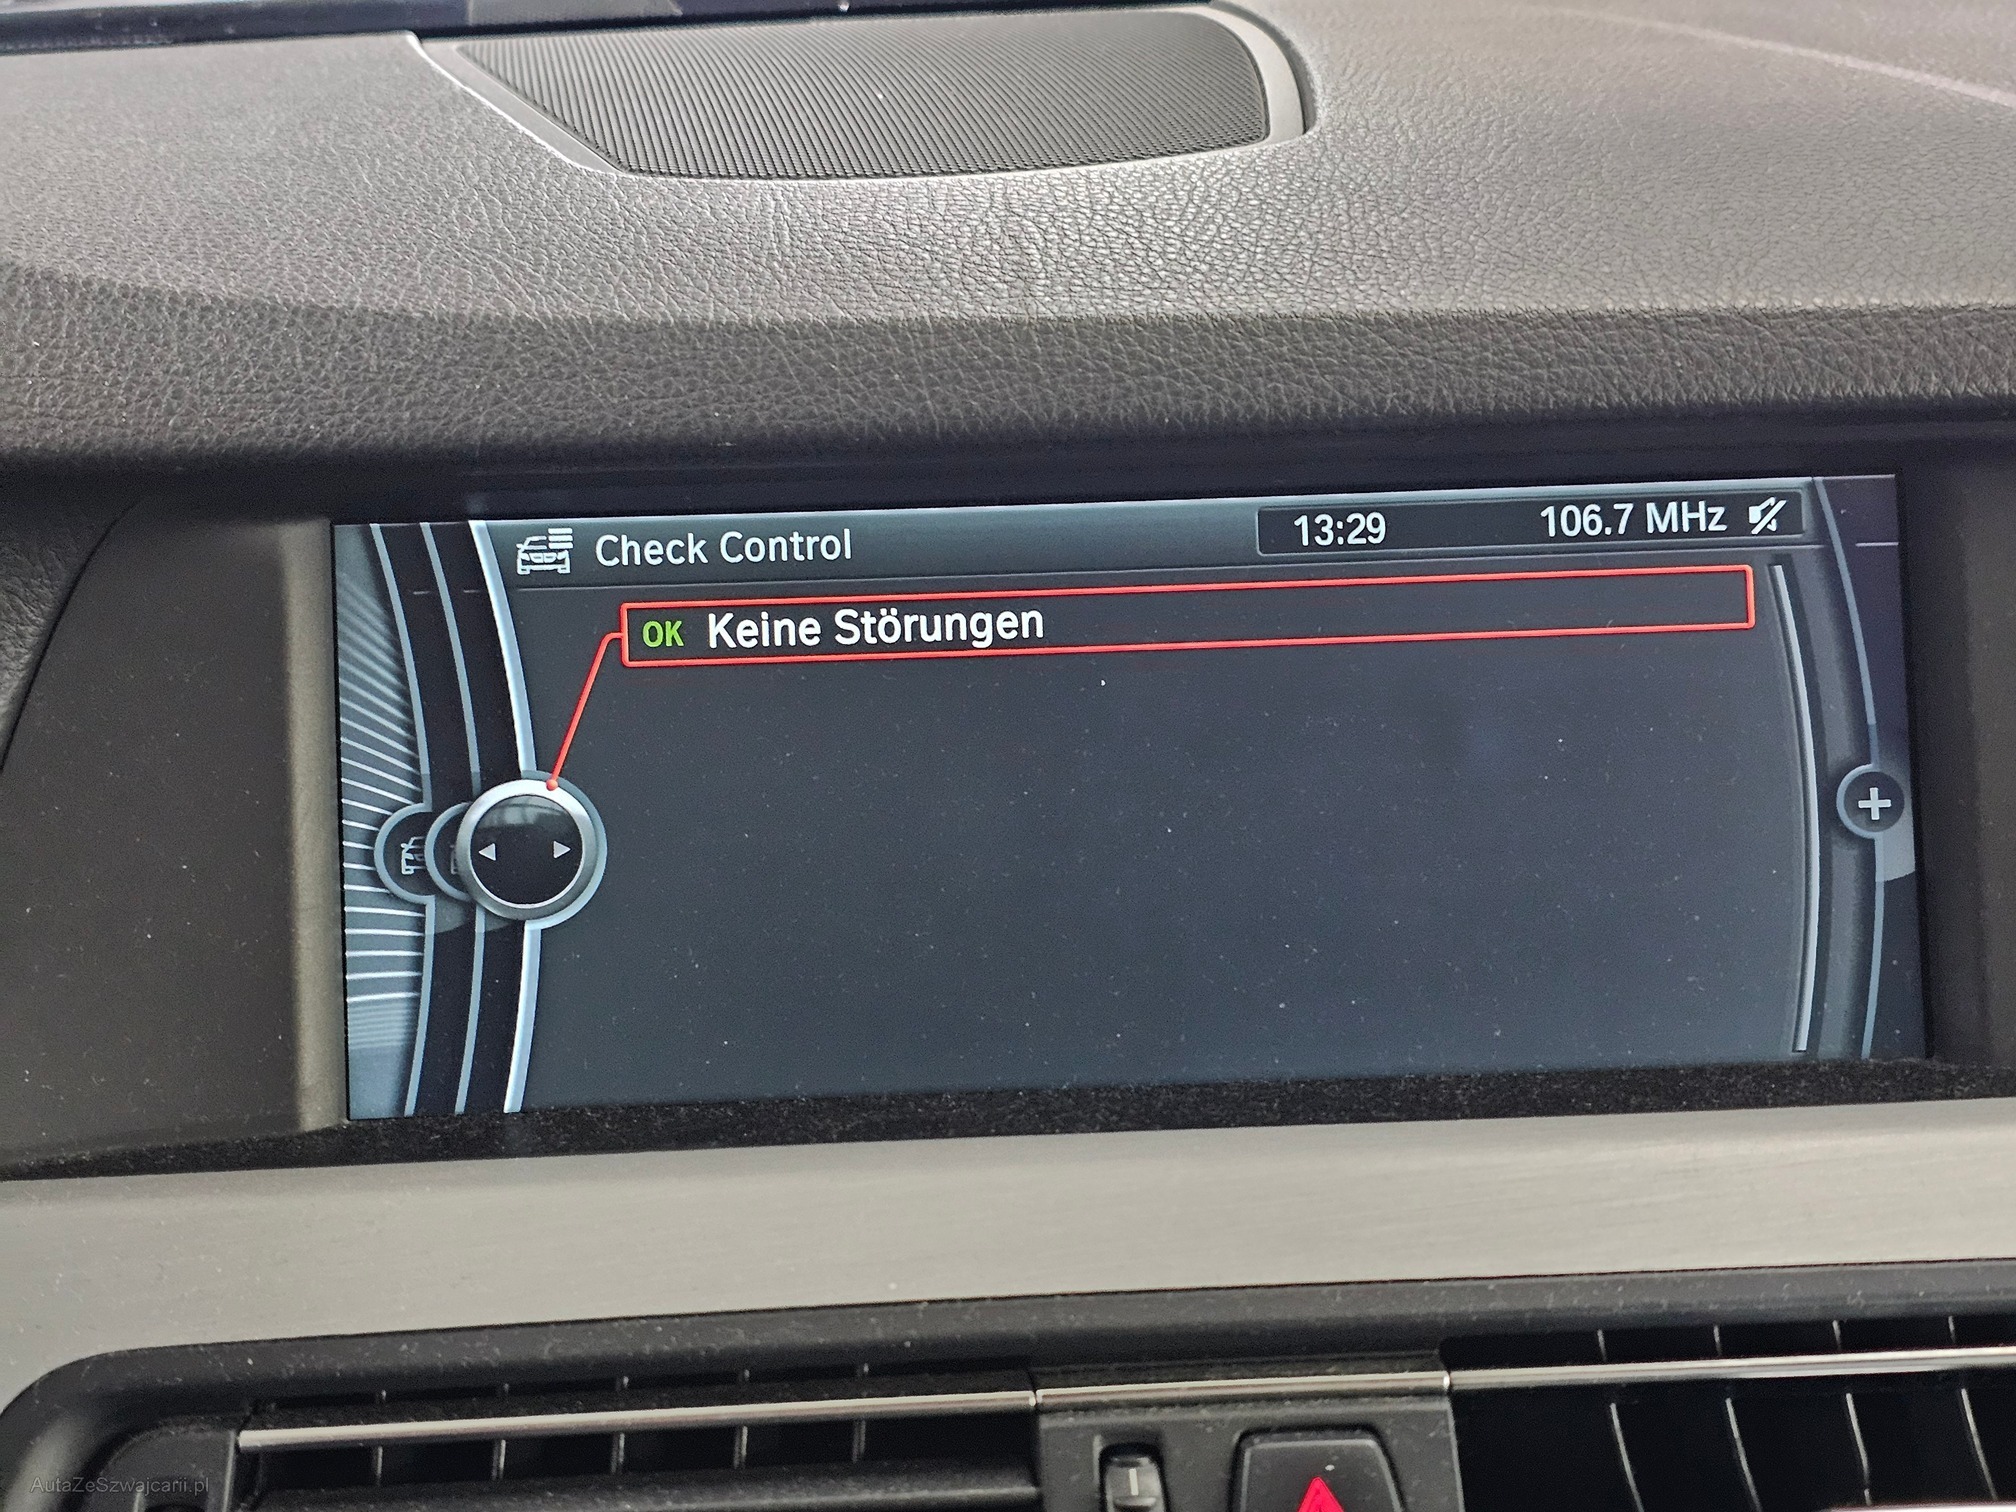 Check Control
13:29
106.7 MHz
OK Keine Störungen
AutaZeSzwajcarii.pl